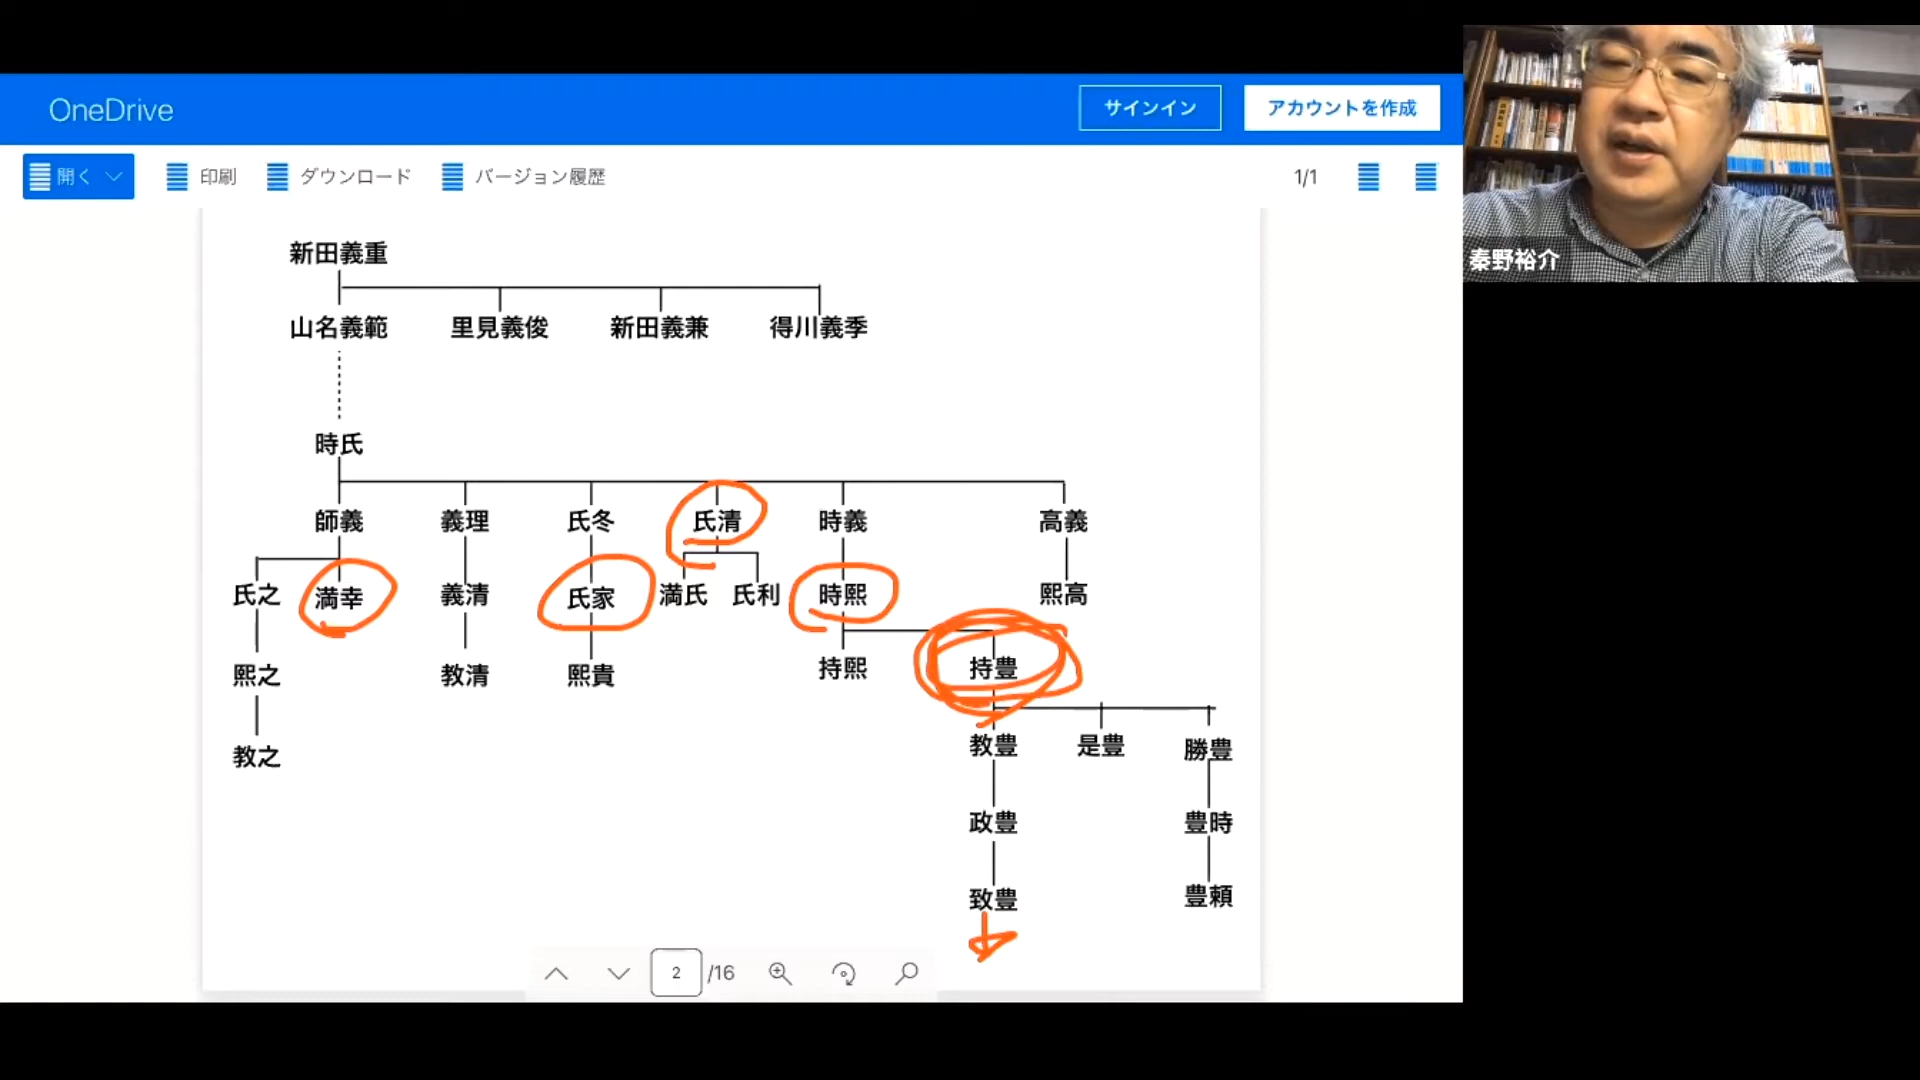 OneDrive
サインイン
アカウントを作成
開く
印刷
ダウンロード
バージョン履歴
1/1
秦野裕介
新田義重
山名義範 里見義俊 新田義兼 得川義季
時氏
師義 義理 氏冬 氏清 時義 高義
氏之 満幸 義清 氏家 満氏 氏利 時熙 熙高
熙之 教清 熙貴 持熙 持豊
教之 教豊 是豊 勝豊
政豊 豊時
致豊 豊頼
2 /16